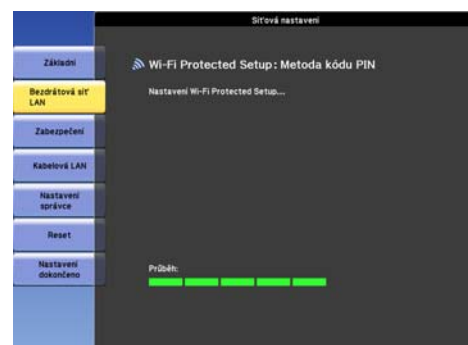 Síťová nastavení
Základní
Bezdrátová síť
LAN
Zabezpečení
Kabelová LAN
Nastavení
správce
Reset
Nastavení
dokončeno
Wi-Fi Protected Setup: Metoda kódu PIN
Nastavení Wi-Fi Protected Setup...
Průběh: